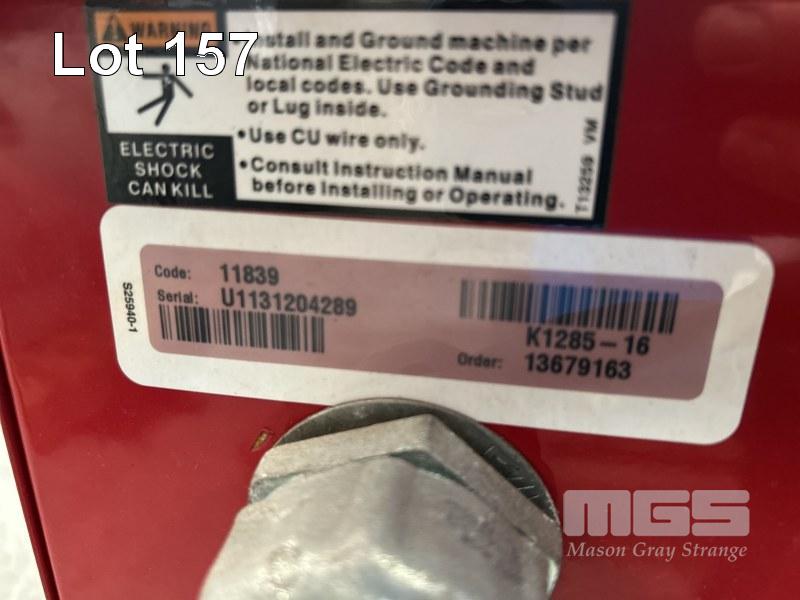 WARNING
Lot 157
Install and Ground machine per
National Electric Code and
local codes. Use Grounding Stud
or Lug inside.
•Use CU wire only.
•Consult Instruction Manual
before Installing or Operating.
ELECTRIC
SHOCK
CAN KILL
T13259 VM
S25940-1
Code: 11839
Serial: U1131204289
K1285-16
Order: 13679163
MGS
Mason Gray Strange